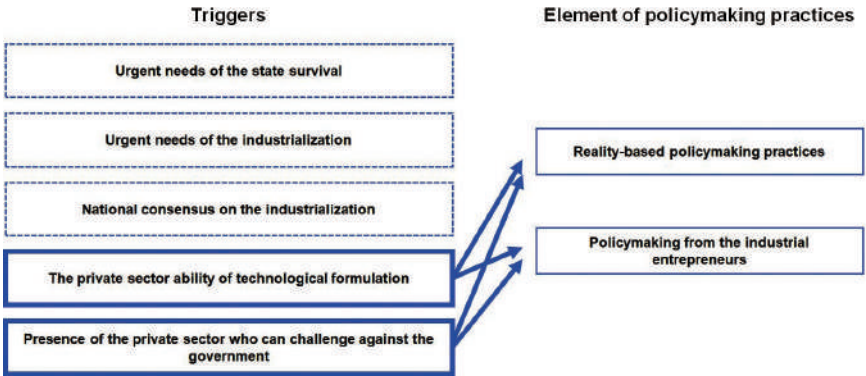 Triggers
Element of policymaking practices
Urgent needs of the state survival
Urgent needs of the industrialization
Reality-based policymaking practices
National consensus on the industrialization
Policymaking from the industrial
entrepreneurs
The private sector ability of technological formulation
Presence of the private sector who can challenge against the
government